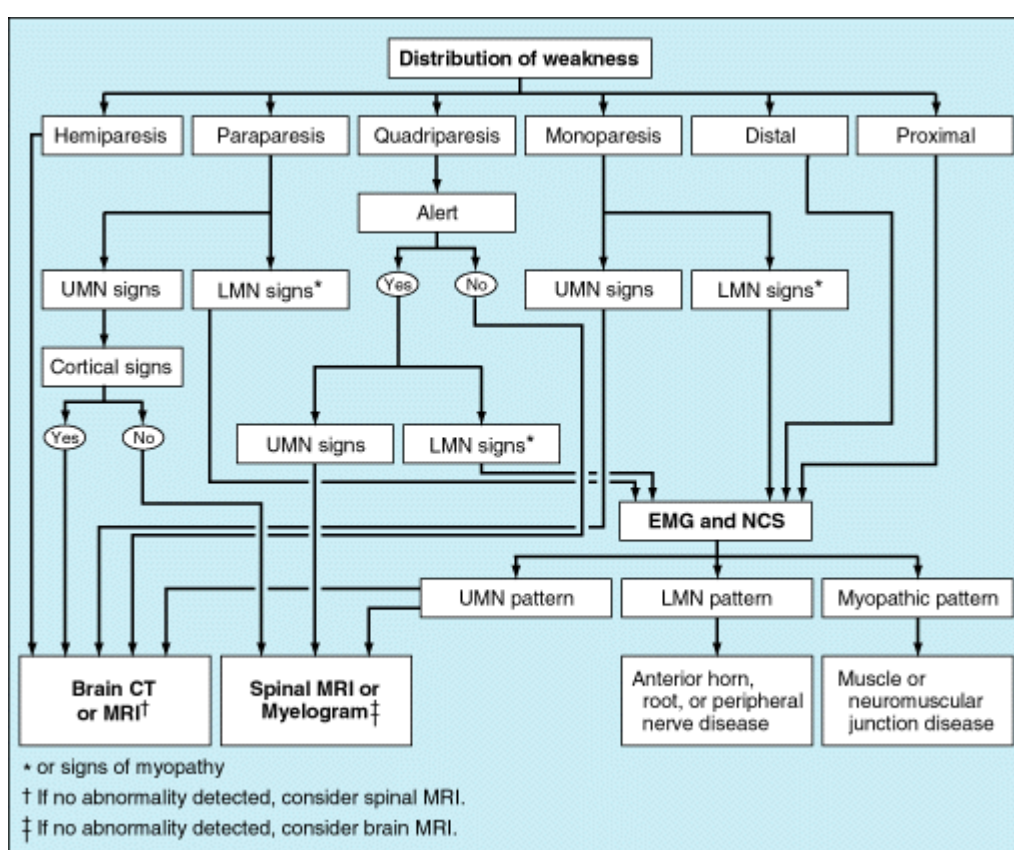 Distribution of weakness
Hemiparesis
Paraparesis
Quadriparesis
Monoparesis
Distal
Proximal
Alert
UMN signs
LMN signs*
Yes
No
UMN signs
LMN signs*
Cortical signs
Yes
No
UMN signs
LMN signs*
EMG and NCS
UMN pattern
LMN pattern
Myopathic pattern
Brain CT
or MRI†
Spinal MRI or
Myelogram‡
Anterior horn,
root, or peripheral
nerve disease
Muscle or
neuromuscular
junction disease
* or signs of myopathy
† If no abnormality detected, consider spinal MRI.
‡ If no abnormality detected, consider brain MRI.